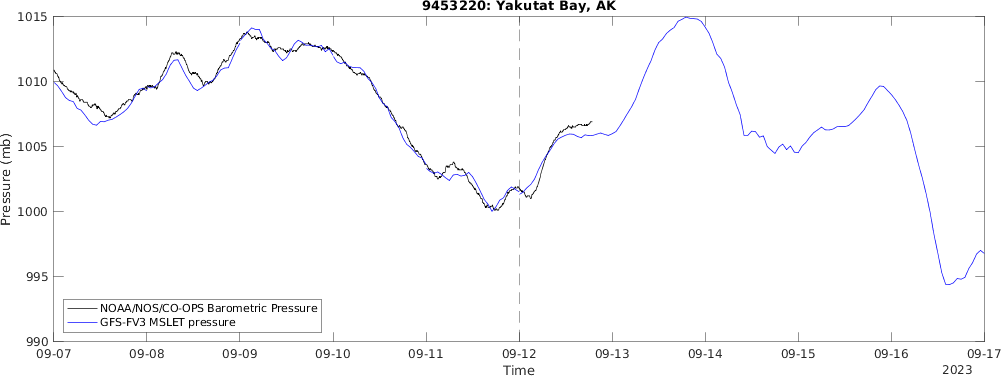 9453220: Yakutat Bay, AK
Pressure (mb)
1015
1010
1005
1000
995
990
NOAA/NOS/CO-OPS Barometric Pressure
GFS-FV3 MSLET pressure
09-07 09-08 09-09 09-10 09-11 09-12 09-13 09-14 09-15 09-16 09-17
Time
2023